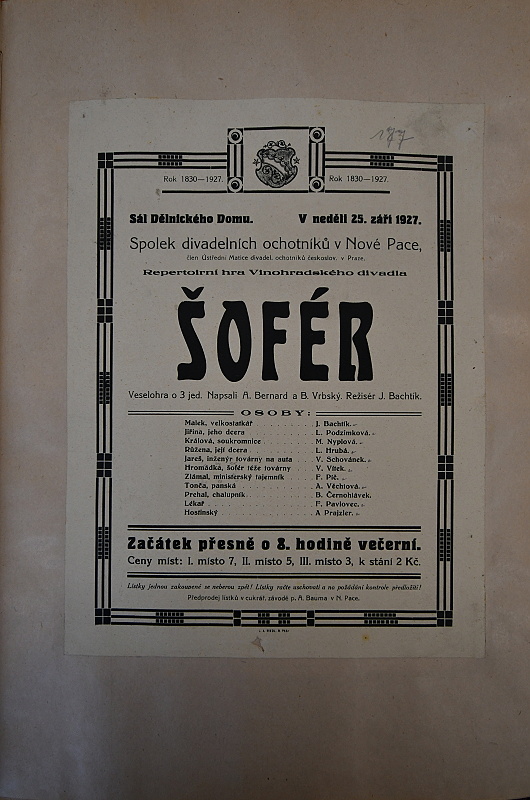 177
Rok 1830—1927.
Rok 1830—1927.
Sál Dělnického Domu. V neděli 25. září 1927.
Spolek divadelních ochotníků v Nové Pace,
člen Ústřední Matice divadel. ochotníků českoslov. v Praze.
Repertoirní hra Vinohradského divadla
ŠOFÉR
Veselohra o 3 jed. Napsali A. Bernard a B. Vrbský. Režisér J. Bachtík.
OSOBY:
Malek, velkostatkář . . . . . J. Bachtík.
Jiřina, jeho dcera . . . . . L. Podzimková.
Králová, soukromnice . . . . . M. Nyplová.
Růžena, její dcera . . . . . L. Hrubá.
Jareš, inženýr továrny na auta . . V. Schovánek.
Hromádka, šofér téže továrny . . V. Vítek.
Zlámal, ministerský tajemník . . . F. Pič.
Tonča, panská . . . . . A. Věchtová.
Prehal, chalupník . . . . . B. Černohlávek.
Lékař . . . . . F. Pavlovec.
Hostinský . . . . . A Prajzler.
Začátek přesně o 8. hodině večerní.
Ceny míst: I. místo 7, II. místo 5, III. místo 3, k stání 2 Kč.
Lístky jednou zakoupené se neberou zpět! Lístky račte uschovati a na požádání kontrole předložiti!
Předprodej lístků v cukrář. závodě p. A. Bauma v N. Pace.